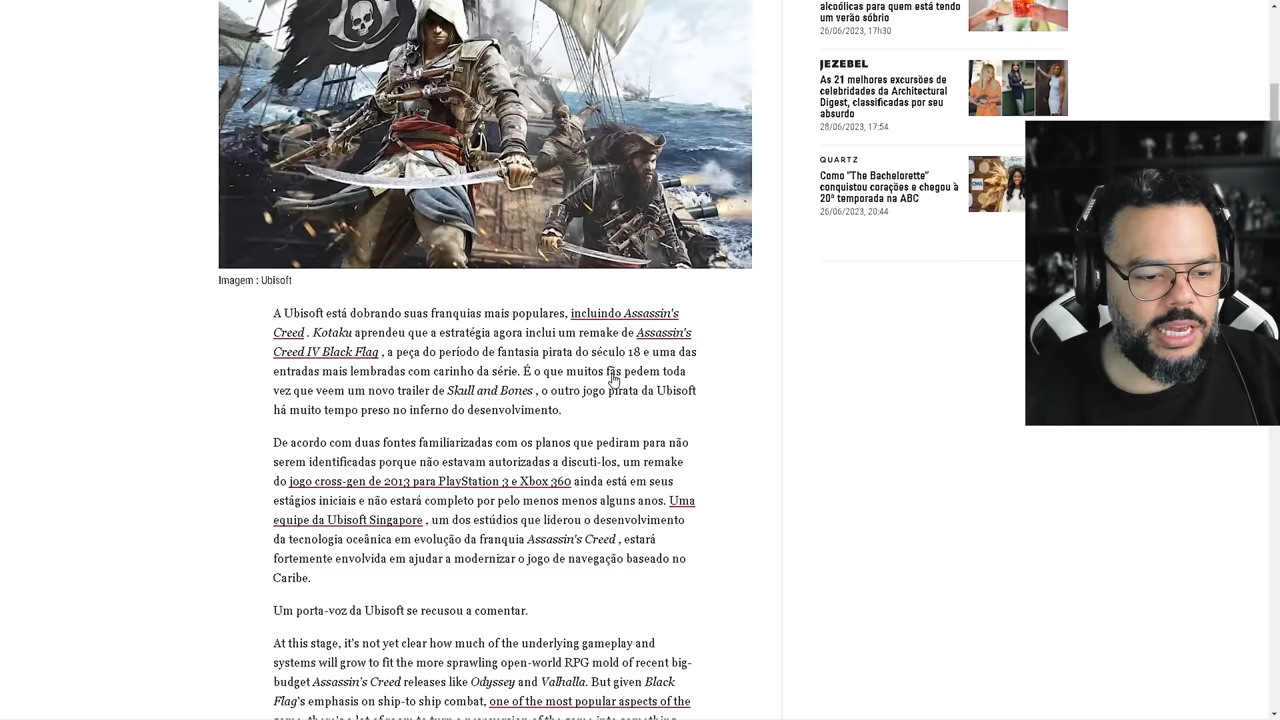 alcoólicas para quem está tendo
um verão sóbrio
26/06/2023, 17h30
JEZEBEL
As 21 melhores excursões de
celebridades da Architectural
Digest, classificadas por seu
absurdo
28/06/2023, 17:54
QUARTZ
Como "The Bachelorette"
conquistou corações e chegou à
20ª temporada na ABC
26/06/2023, 20:44
Imagem : Ubisoft
A Ubisoft está dobrando suas franquias mais populares, incluindo Assassin's
Creed . Kotaku aprendeu que a estratégia agora inclui um remake de Assassin's
Creed IV Black Flag , a peça do período de fantasia pirata do século 18 e uma das
entradas mais lembradas com carinho da série. É o que muitos fãs pedem toda
vez que veem um novo trailer de Skull and Bones , o outro jogo pirata da Ubisoft
há muito tempo preso no inferno do desenvolvimento.
De acordo com duas fontes familiarizadas com os planos que pediram para não
serem identificadas porque não estavam autorizadas a discuti-los, um remake
do jogo cross-gen de 2013 para PlayStation 3 e Xbox 360 ainda está em seus
estágios iniciais e não estará completo por pelo menos menos alguns anos. Uma
equipe da Ubisoft Singapore , um dos estúdios que liderou o desenvolvimento
da tecnologia oceânica em evolução da franquia Assassin's Creed , estará
fortemente envolvida em ajudar a modernizar o jogo de navegação baseado no
Caribe.
Um porta-voz da Ubisoft se recusou a comentar.
At this stage, it's not yet clear how much of the underlying gameplay and
systems will grow to fit the more sprawling open-world RPG mold of recent big-
budget Assassin's Creed releases like Odyssey and Valhalla. But given Black
Flag's emphasis on ship-to ship combat, one of the most popular aspects of the